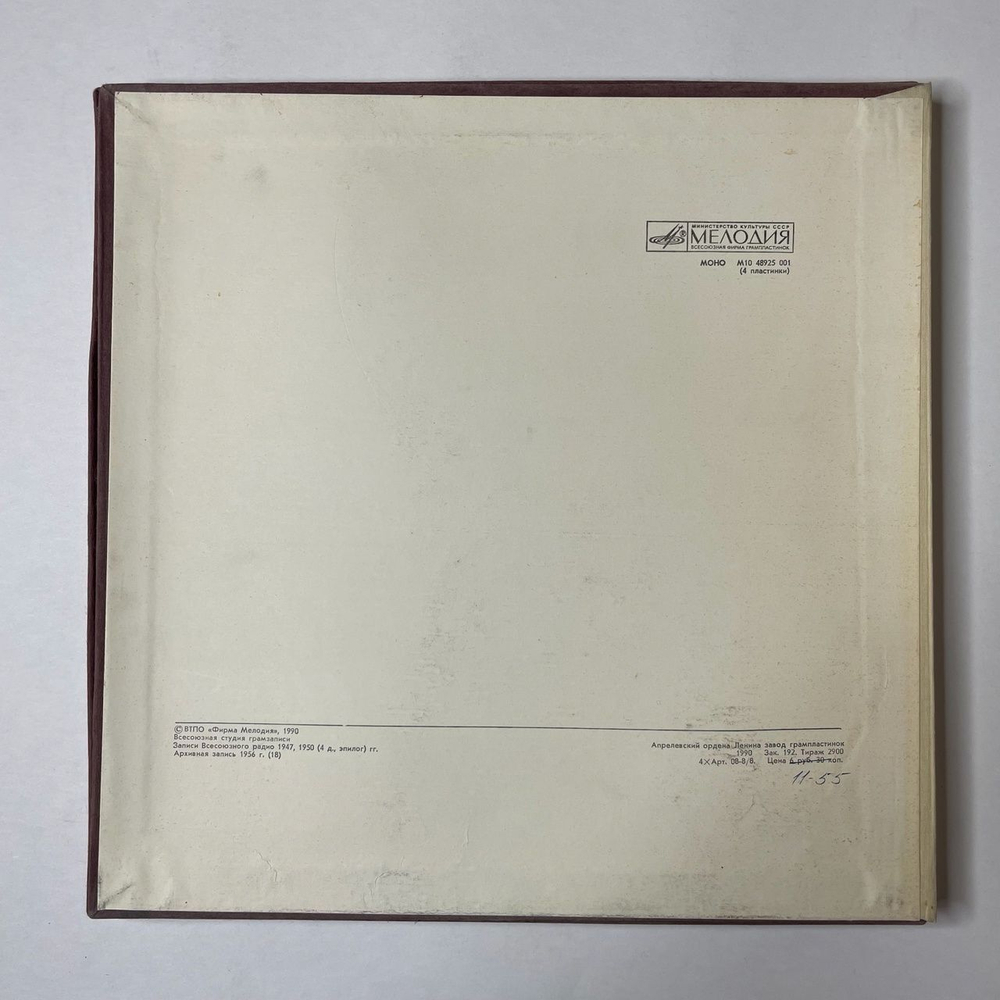 МИНИСТЕРСТВО КУЛЬТУРЫ СССР
МЕЛОДИЯ
ВСЕСОЮЗНАЯ ФИРМА ГРАМПЛАСТИНОК
МОНО М10 48925 001
(4 пластинки)
© ВТПО «Фирма Мелодия», 1990
Всесоюзная студия грамзаписи
Записи Всесоюзного радио 1947, 1950 (4 д., эпилог) гг.
Архивная запись 1956 г. (18)
Апрелевский ордена Ленина завод грампластинок
1990 Зак. 192. Тираж 2900
4×Арт. 08-8/8. Цена 6 руб. 30 коп.
11-55